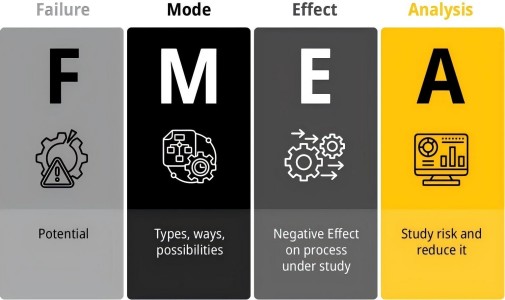 Failure
Mode
Effect
Analysis
F
M
E
A
Potential
Types, ways,
possibilities
Negative Effect
on process
under study
Study risk and
reduce it